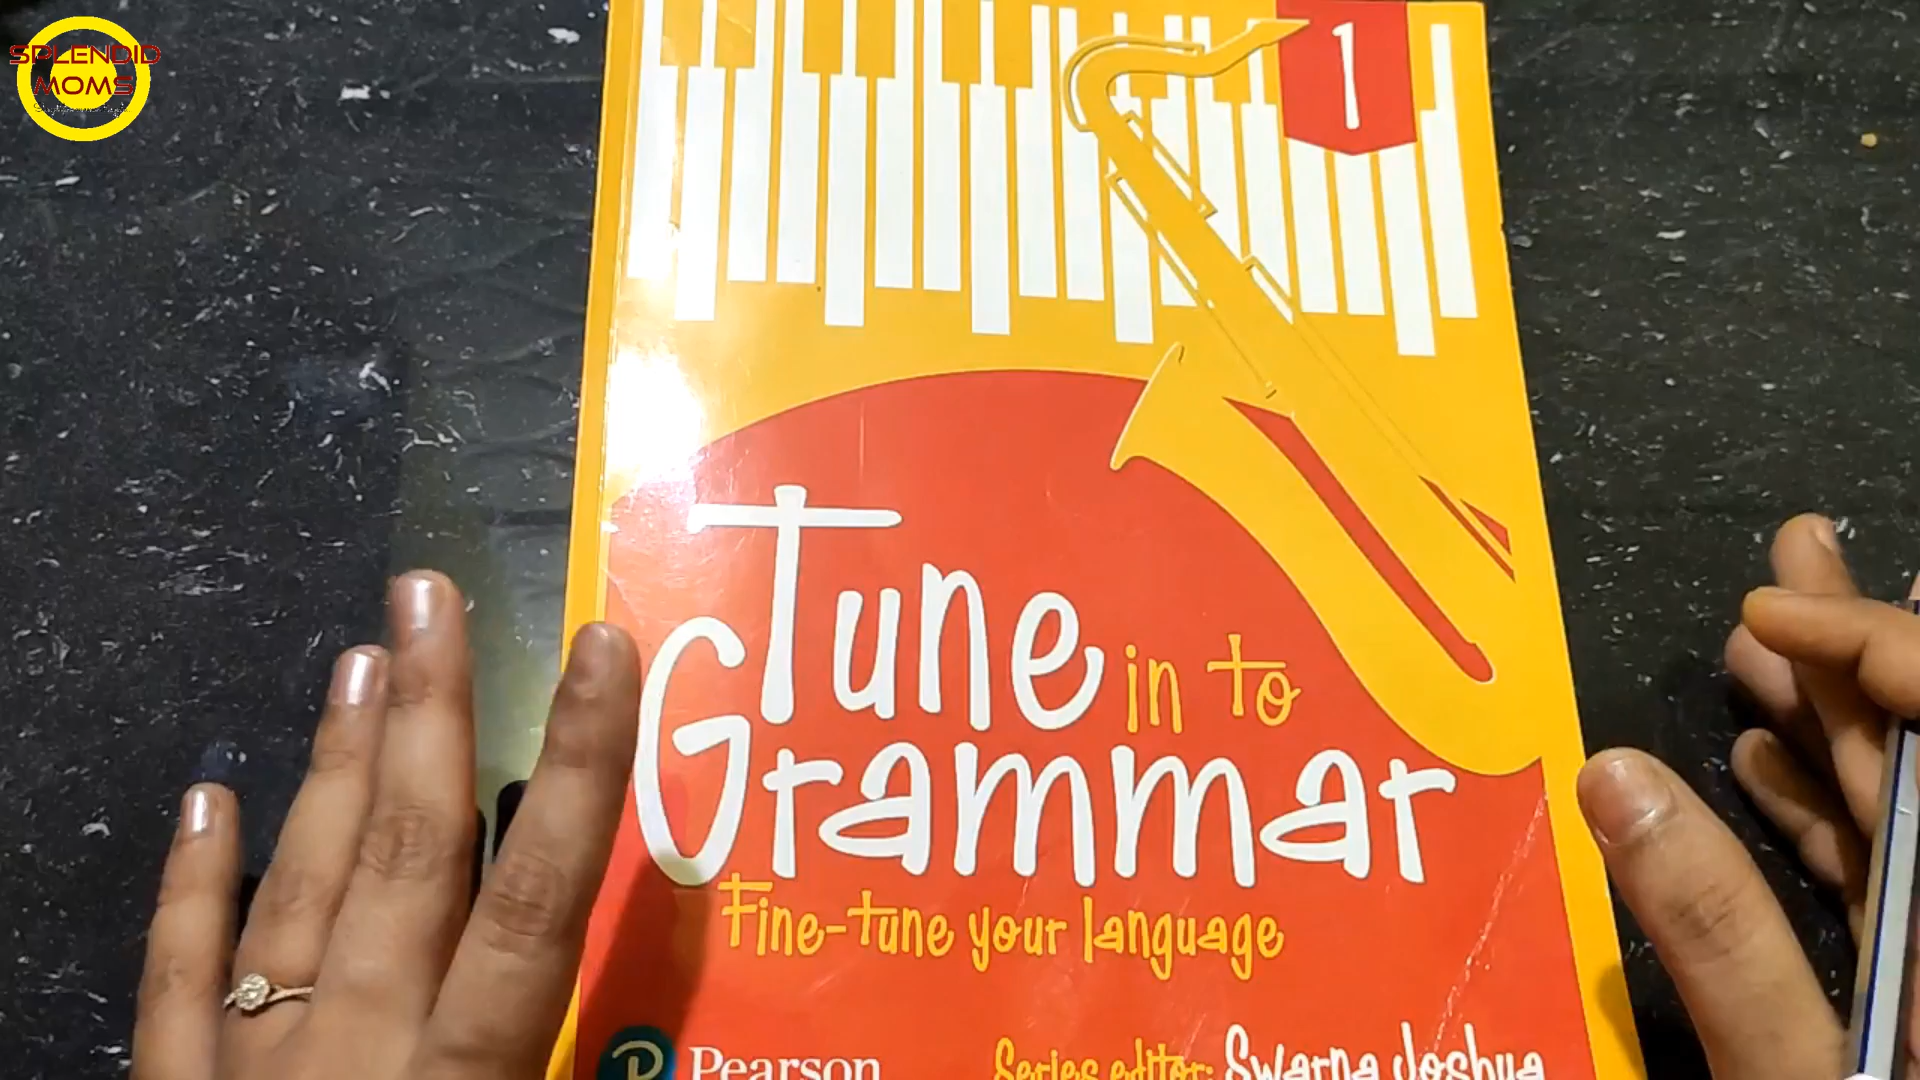 SPLENDID
MOMS
1
Tune in to
Grammar
Fine-tune your language
Pearson
Series editor: Swarna Joshua